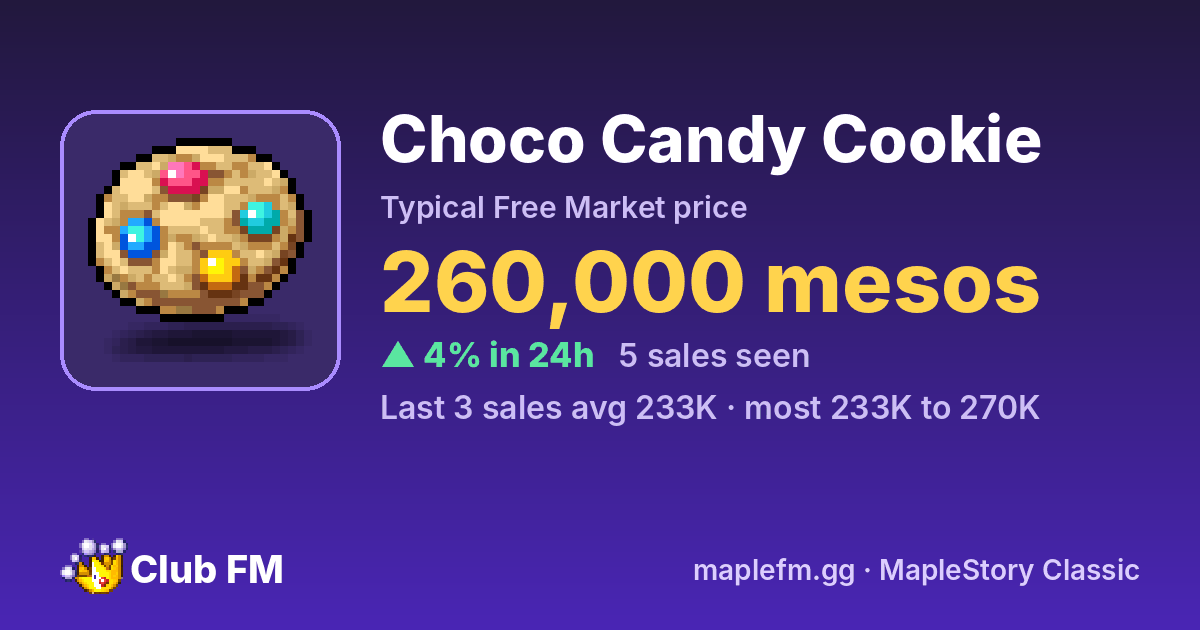 Choco Candy Cookie
Typical Free Market price
260,000 mesos
▲ 4% in 24h 5 sales seen
Last 3 sales avg 233K · most 233K to 270K
Club FM
maplefm.gg · MapleStory Classic